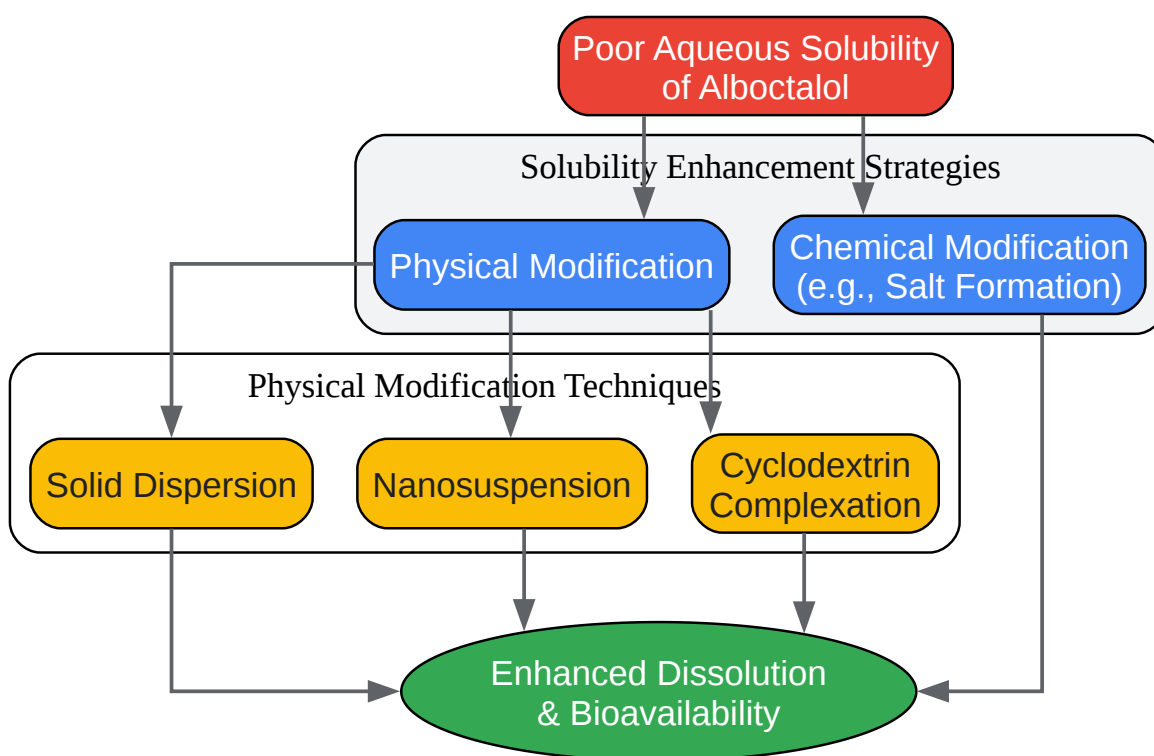 Poor Aqueous Solubility
of Alboctalol
Solubility Enhancement Strategies
Physical Modification
Chemical Modification
(e.g., Salt Formation)
Physical Modification Techniques
Solid Dispersion
Nanosuspension
Cyclodextrin
Complexation
Enhanced Dissolution
& Bioavailability